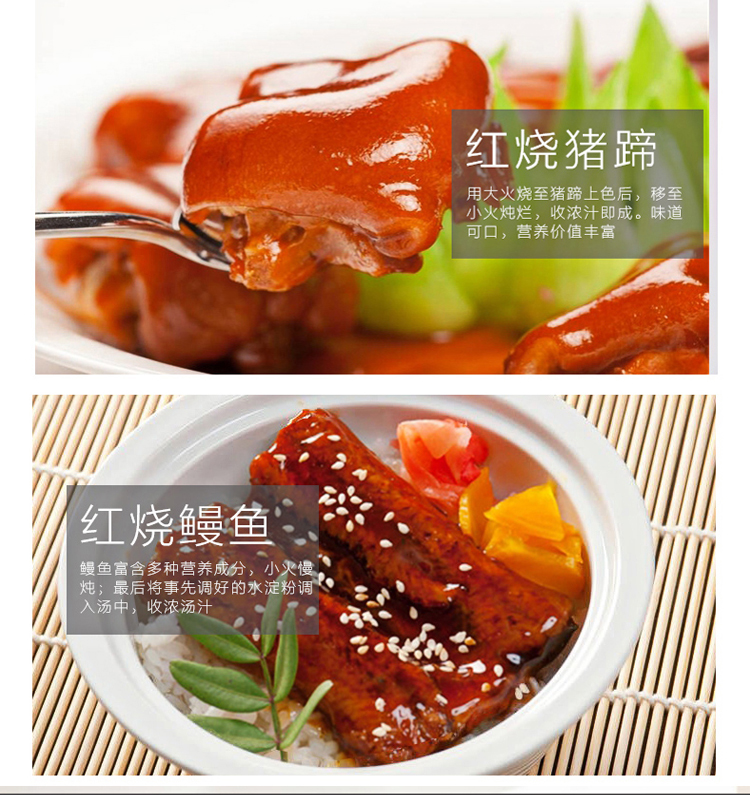 红烧猪蹄
用大火烧至猪蹄上色后，移至
小火炖烂，收浓汁即成。味道
可口，营养价值丰富
红烧鳗鱼
鳗鱼富含多种营养成分，小火慢
炖；最后将事先调好的水淀粉调
入汤中，收浓汤汁